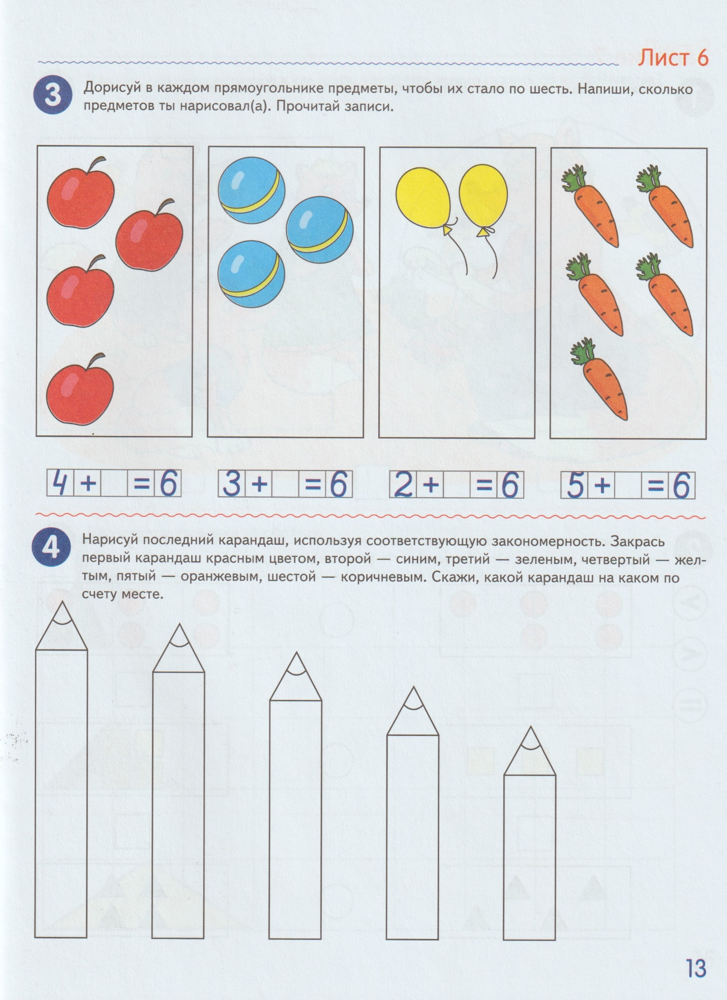 Лист 6
3 Дорисуй в каждом прямоугольнике предметы, чтобы их стало по шесть. Напиши, сколько
предметов ты нарисовал(а). Прочитай записи.
4 + = 6 3 + = 6 2 + = 6 5 + = 6
4 Нарисуй последний карандаш, используя соответствующую закономерность. Закрась
первый карандаш красным цветом, второй — синим, третий — зеленым, четвертый — жел-
тым, пятый — оранжевым, шестой — коричневым. Скажи, какой карандаш на каком по
счету месте.
13